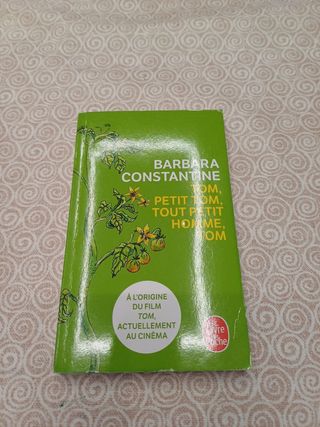 BARBARA
CONSTANTINE
TOM,
PETIT TOM,
TOUT PETIT
HOMME,
TOM
À L'ORIGINE
DU FILM
TOM,
ACTUELLEMENT
AU CINÉMA
Le
Livre
de
Poche